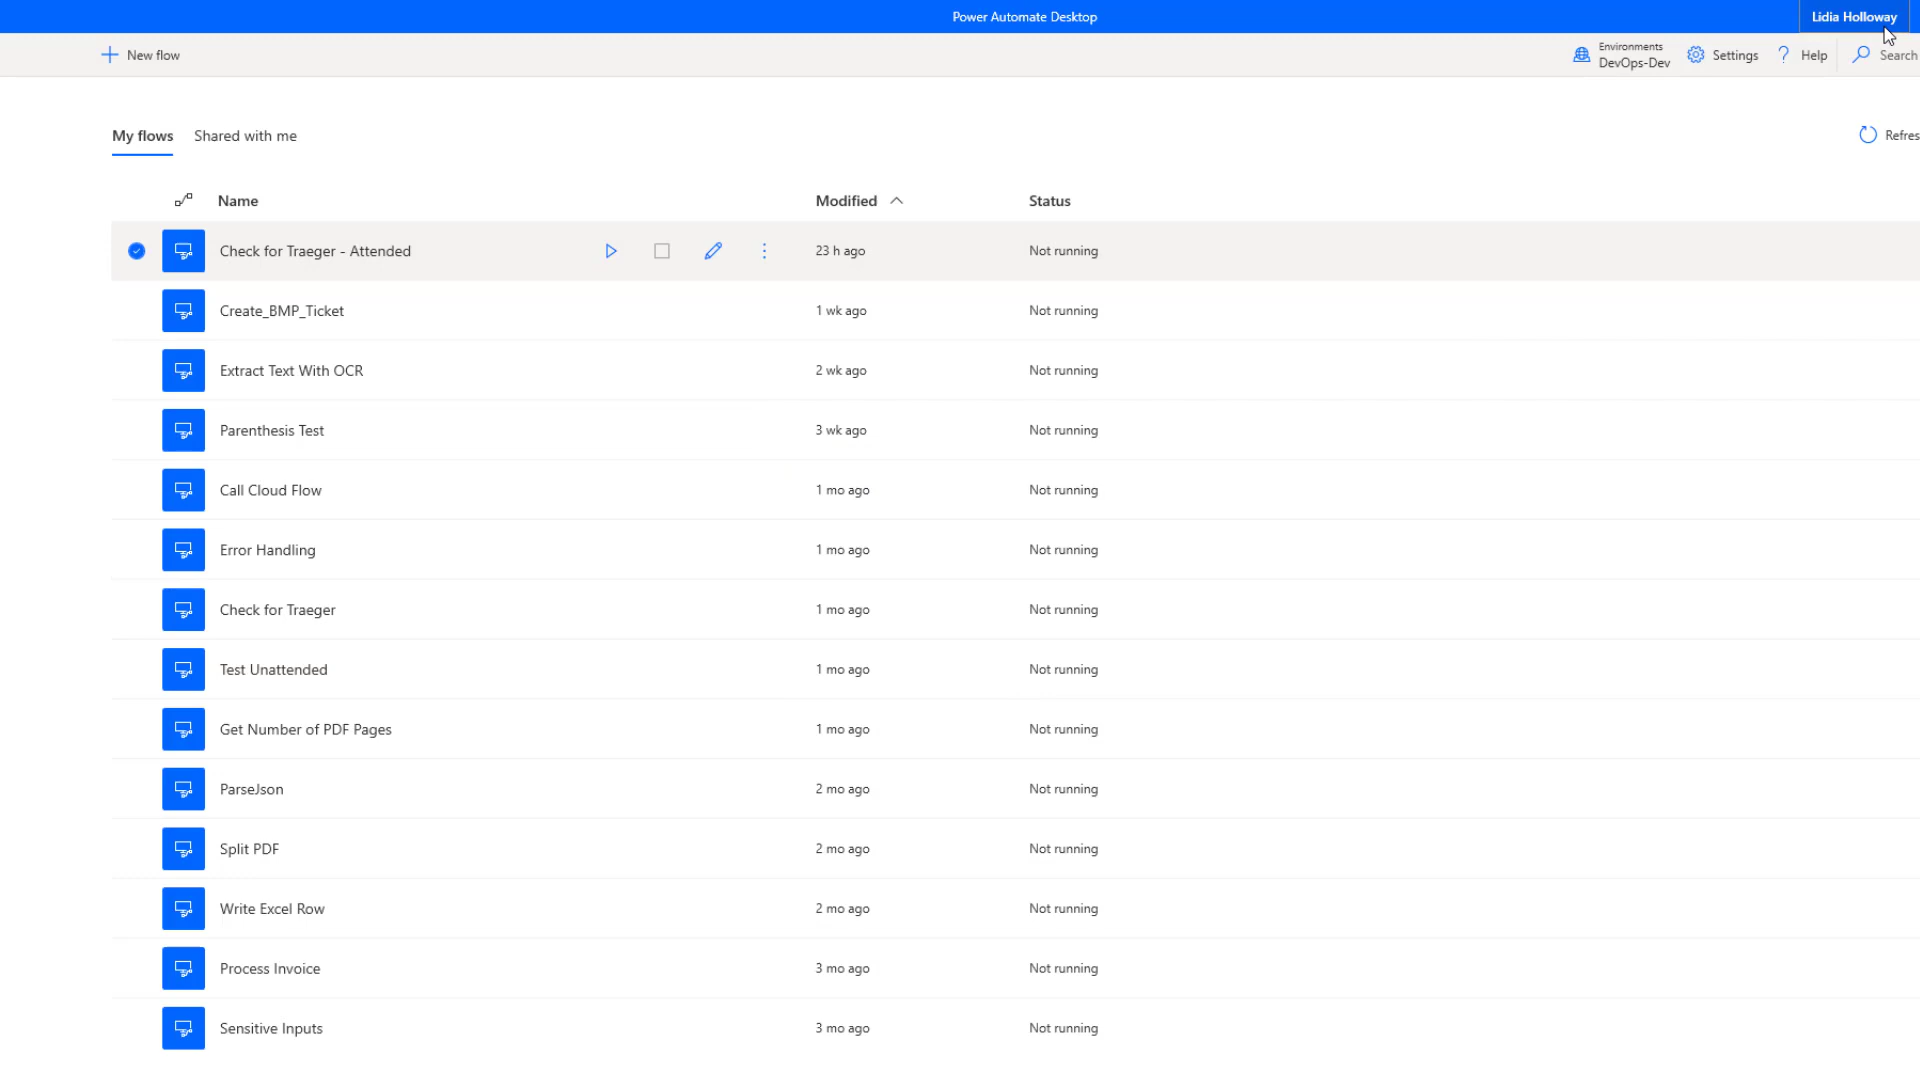 Power Automate Desktop
Lidia Holloway
New flow
Environments
DevOps-Dev
Settings
? Help
Search
My flows
Shared with me
Refres
Name
Modified
Status
Check for Traeger - Attended
23 h ago
Not running
Create_BMP_Ticket
1 wk ago
Not running
Extract Text With OCR
2 wk ago
Not running
Parenthesis Test
3 wk ago
Not running
Call Cloud Flow
1 mo ago
Not running
Error Handling
1 mo ago
Not running
Check for Traeger
1 mo ago
Not running
Test Unattended
1 mo ago
Not running
Get Number of PDF Pages
1 mo ago
Not running
ParseJson
2 mo ago
Not running
Split PDF
2 mo ago
Not running
Write Excel Row
2 mo ago
Not running
Process Invoice
3 mo ago
Not running
Sensitive Inputs
3 mo ago
Not running